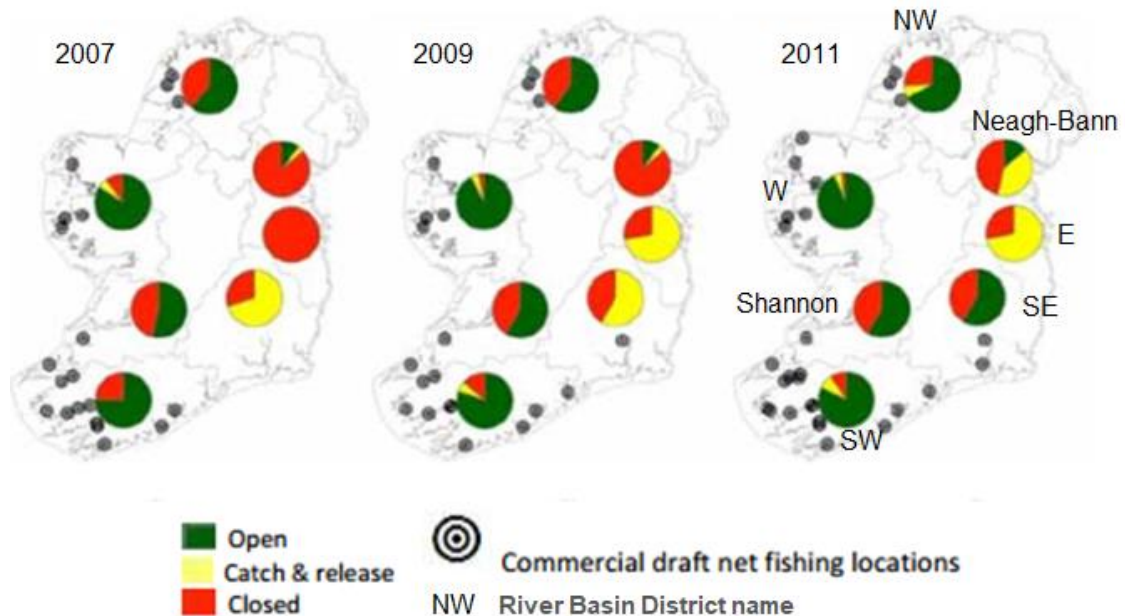 2007
2009
2011
NW
Neagh-Bann
W
E
Shannon
SE
SW
Open
Catch & release
Closed
Commercial draft net fishing locations
NW River Basin District name